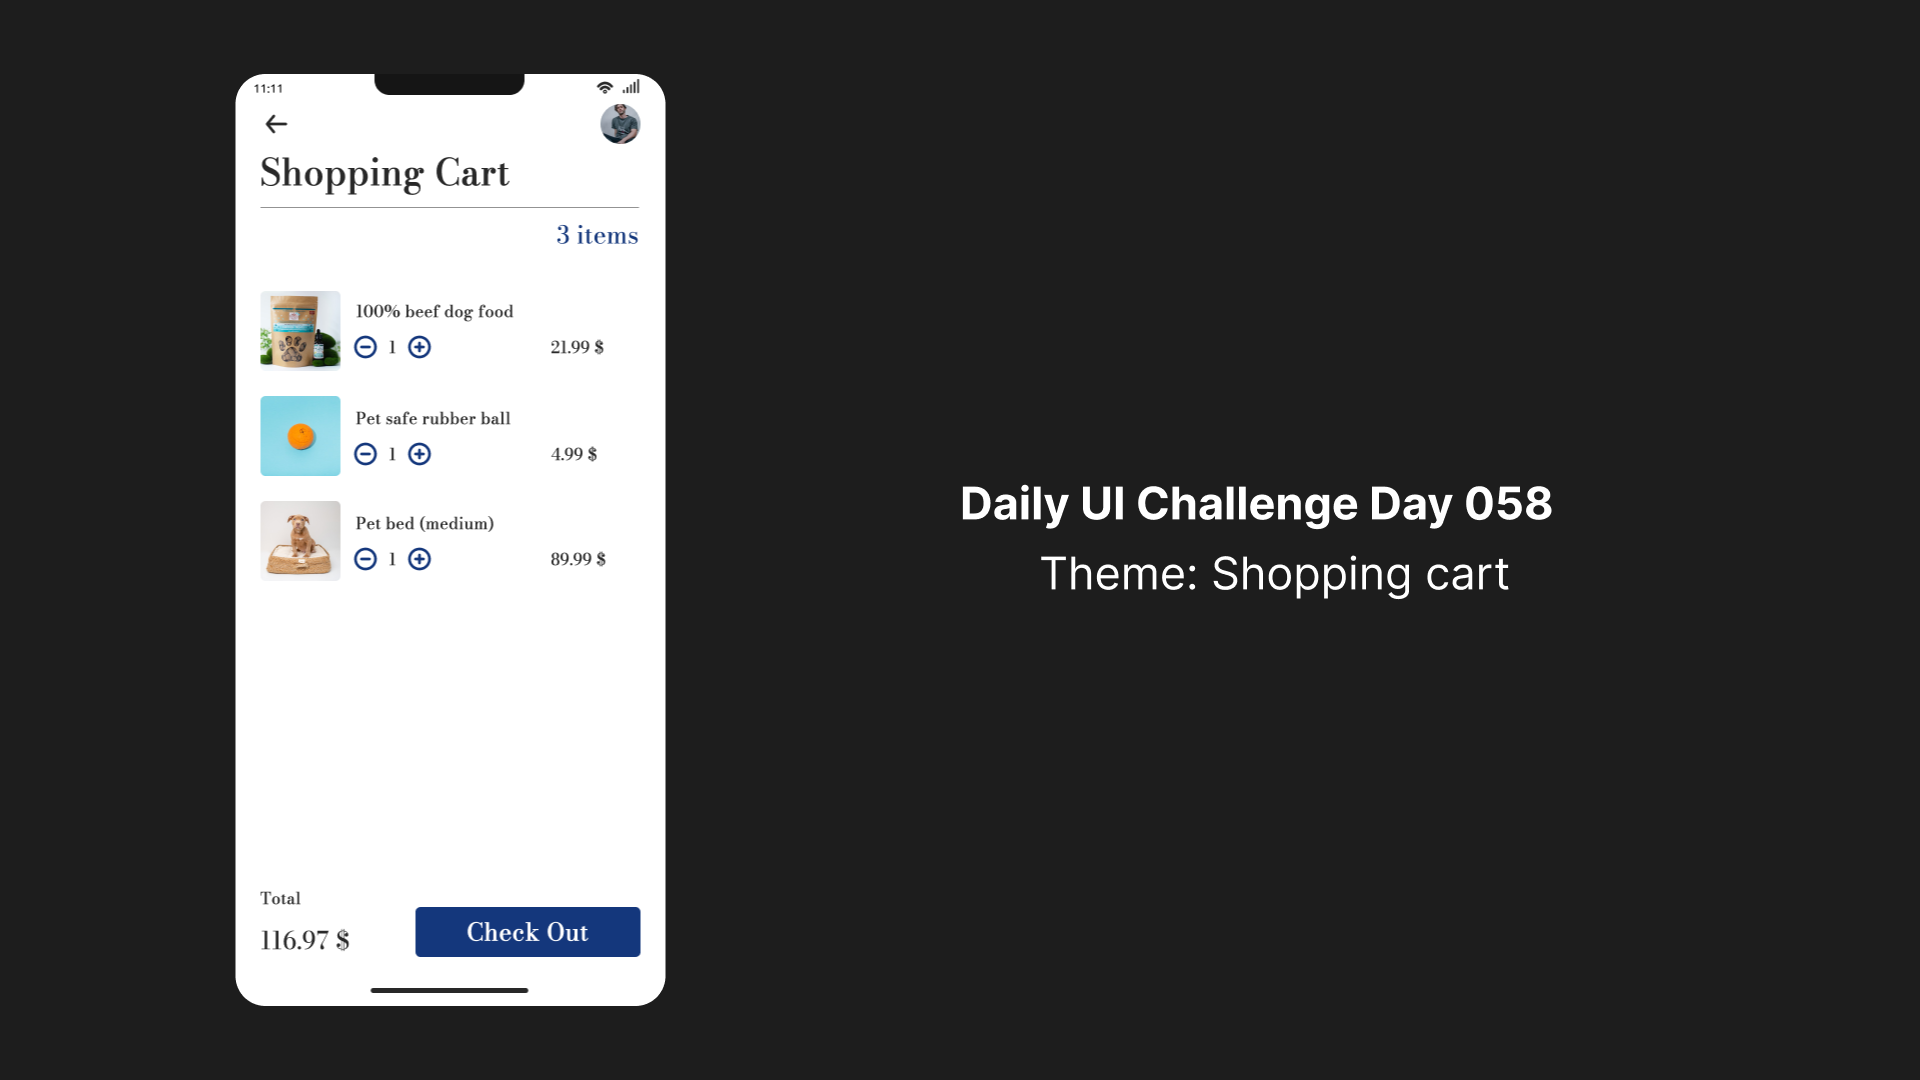 11:11
Shopping Cart
3 items
100% beef dog food
1
21.99 $
Pet safe rubber ball
1
4.99 $
Pet bed (medium)
1
89.99 $
Total
116.97 $
Check Out
Daily UI Challenge Day 058
Theme: Shopping cart